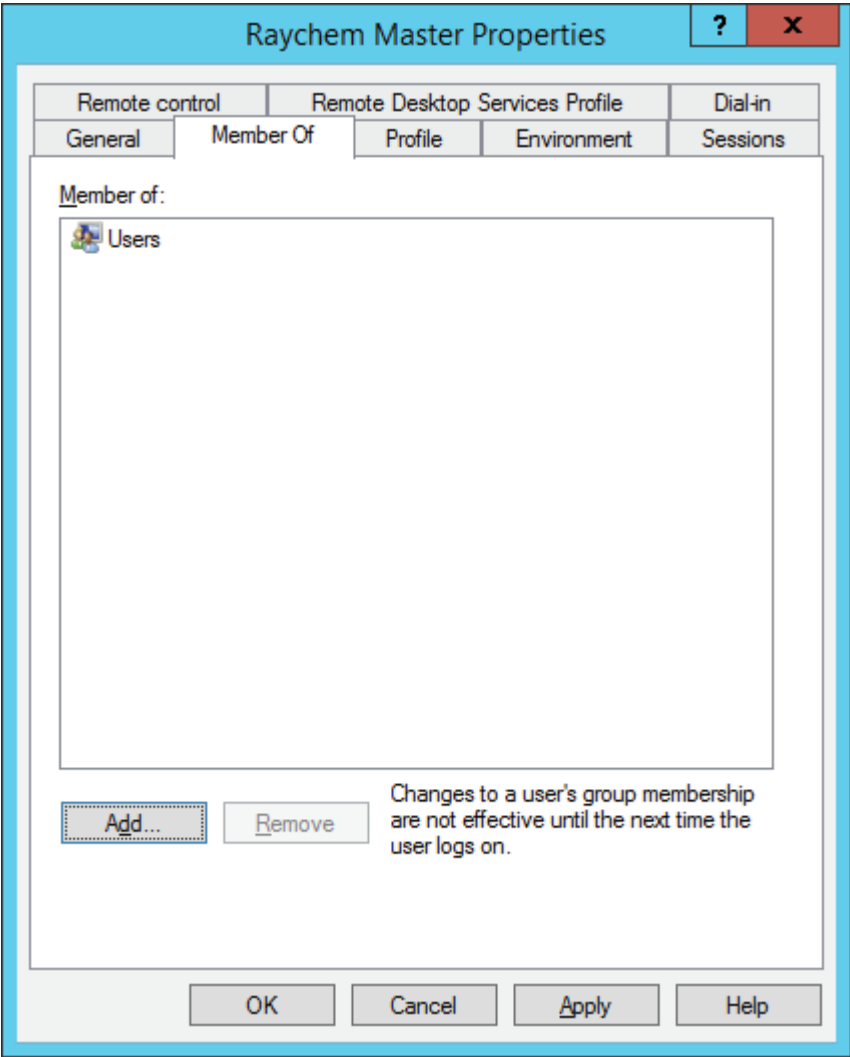 Raychem Master Properties
? x
Remote control Remote Desktop Services Profile Dial-in
General Member Of Profile Environment Sessions
Member of:
Users
Add... Remove
Changes to a user's group membership
are not effective until the next time the
user logs on.
OK Cancel Apply Help